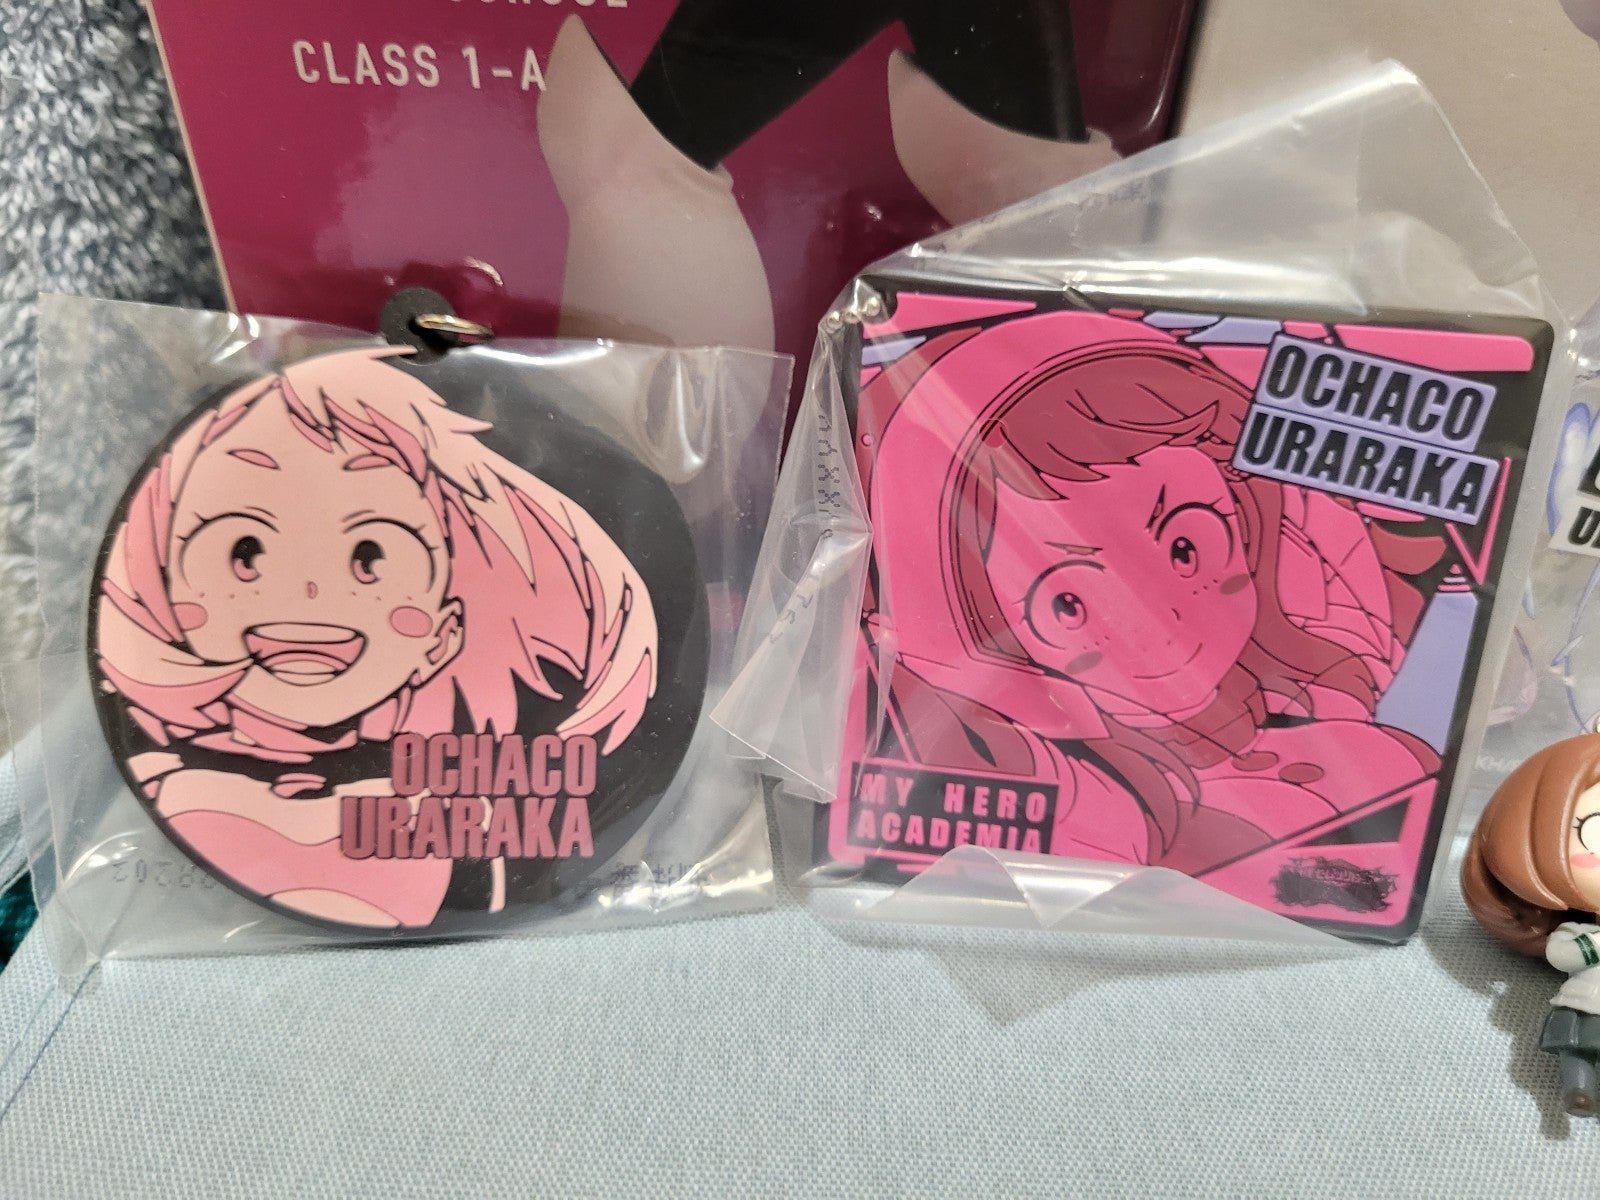 CLASS 1-A
OCHACO
URARAKA
OCHACO
URARAKA
MY HERO
ACADEMIA